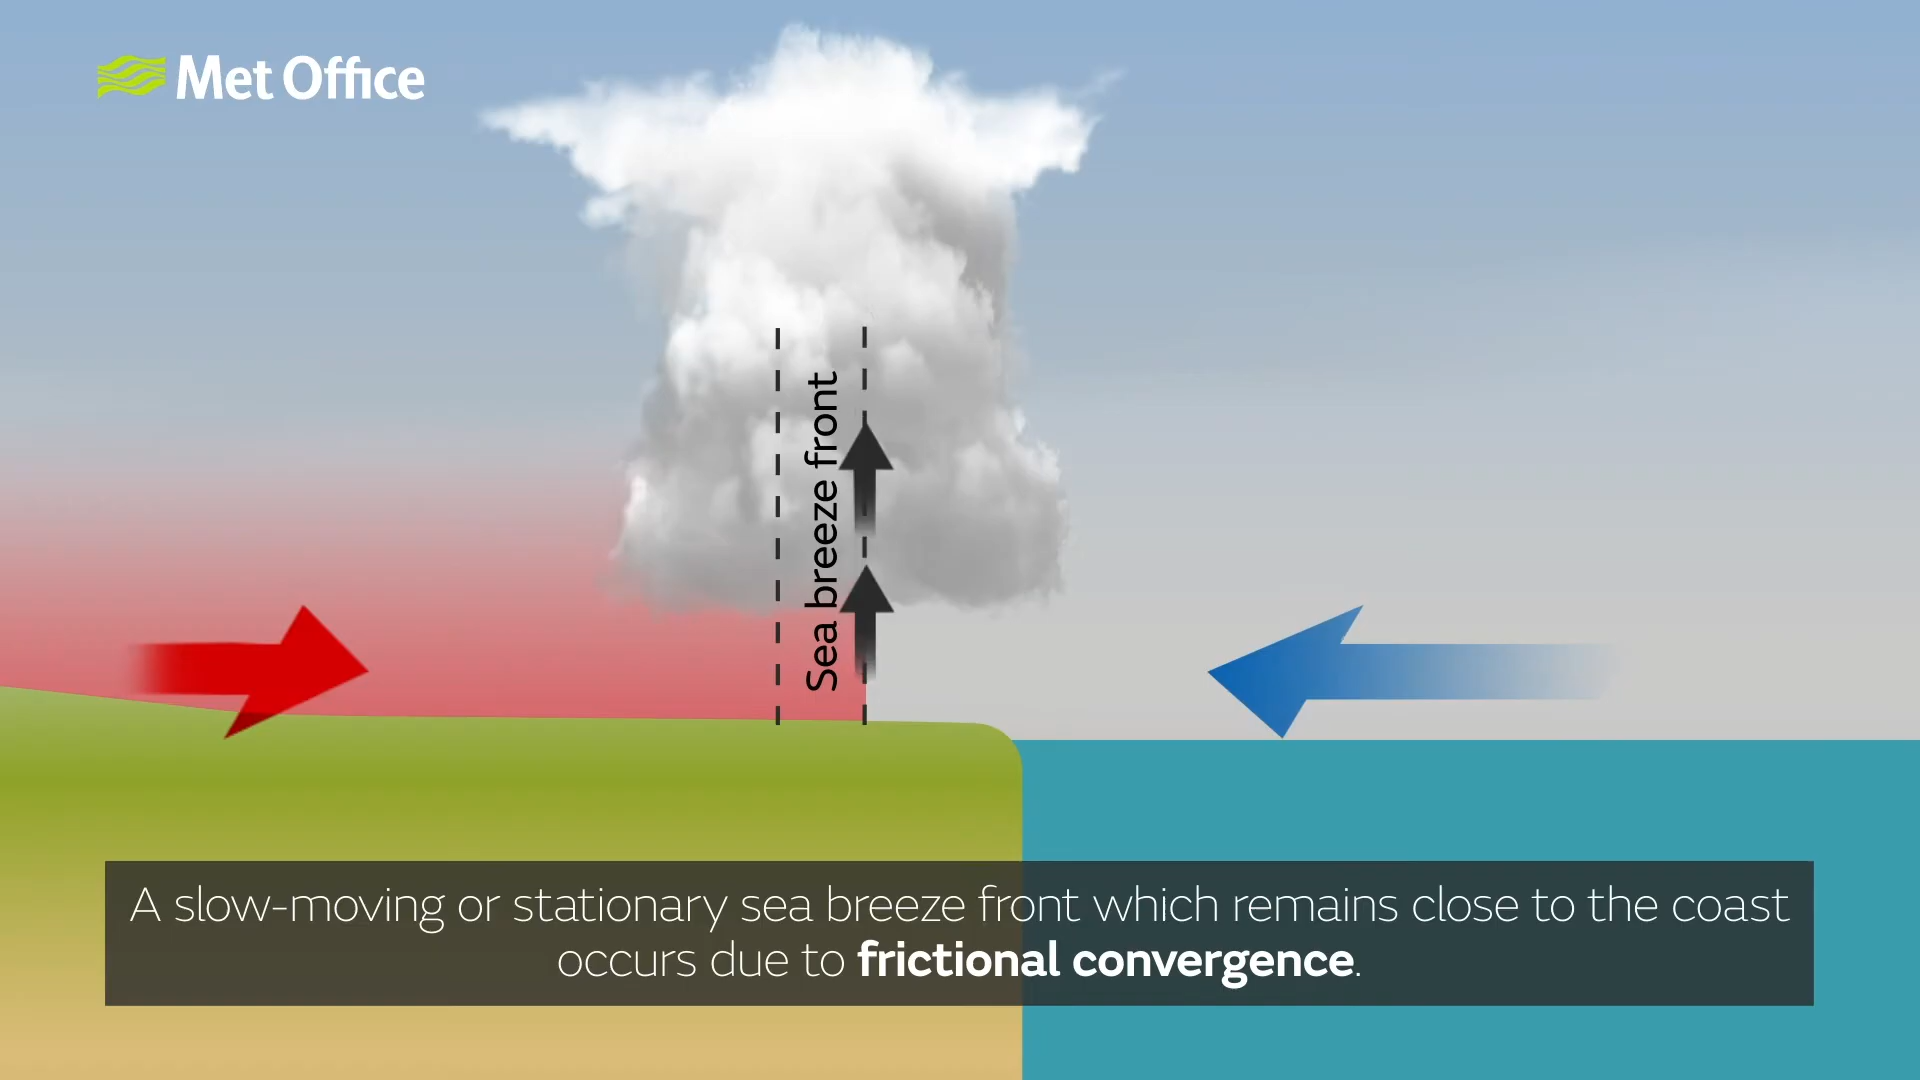 Met Office
Sea breeze front
A slow-moving or stationary sea breeze front which remains close to the coast
occurs due to frictional convergence.